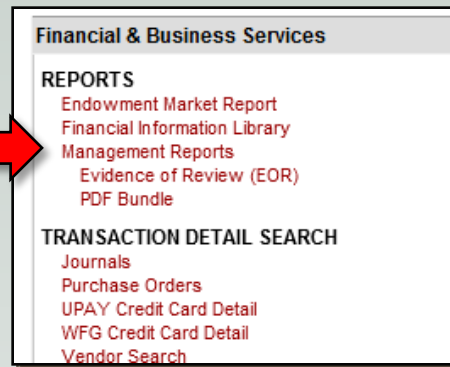 Financial & Business Services
REPORTS
Endowment Market Report
Financial Information Library
Management Reports
Evidence of Review (EOR)
PDF Bundle
TRANSACTION DETAIL SEARCH
Journals
Purchase Orders
UPAY Credit Card Detail
WFG Credit Card Detail
Vendor Search